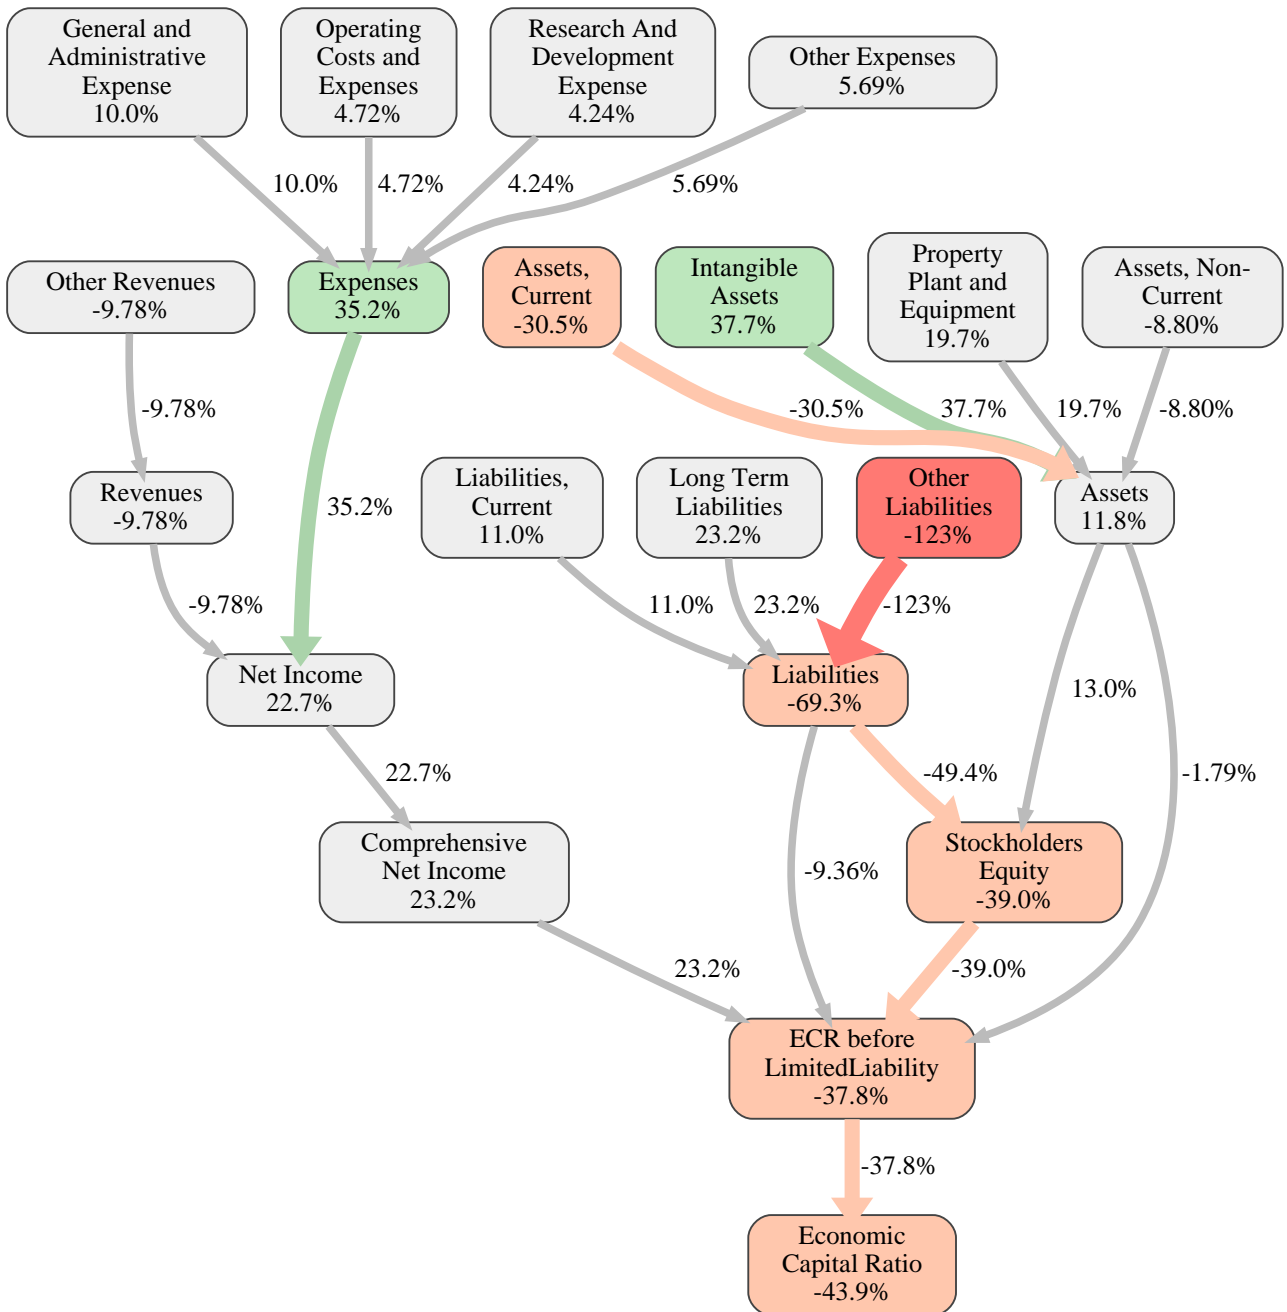 General and
Administrative
Expense
10.0%
Operating
Costs and
Expenses
4.72%
Research And
Development
Expense
4.24%
Other Expenses
5.69%
10.0%
4.72%
4.24%
5.69%
Other Revenues
-9.78%
Expenses
35.2%
Assets,
Current
-30.5%
Intangible
Assets
37.7%
Property
Plant and
Equipment
19.7%
Assets, Non-
Current
-8.80%
-9.78%
35.2%
-30.5%
37.7%
19.7%
-8.80%
Revenues
-9.78%
Liabilities,
Current
11.0%
Long Term
Liabilities
23.2%
Other
Liabilities
-123%
Assets
11.8%
-9.78%
11.0%
23.2%
-123%
Net Income
22.7%
Liabilities
-69.3%
13.0%
22.7%
-49.4%
-1.79%
Comprehensive
Net Income
23.2%
-9.36%
Stockholders
Equity
-39.0%
23.2%
-39.0%
ECR before
LimitedLiability
-37.8%
-37.8%
Economic
Capital Ratio
-43.9%